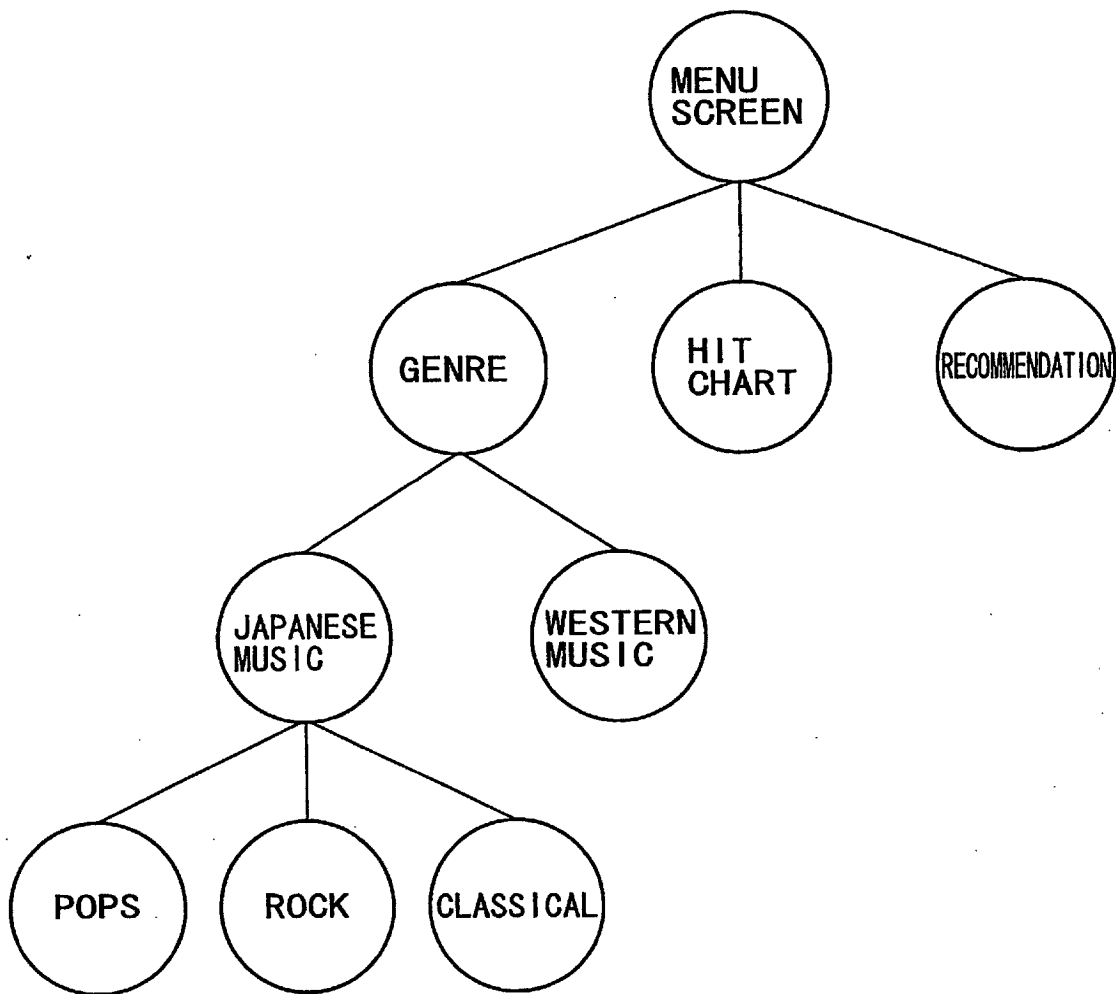 MENU
SCREEN
GENRE
HIT
CHART
RECOMMENDATION
JAPANESE
MUSIC
WESTERN
MUSIC
POPS
ROCK
CLASSICAL